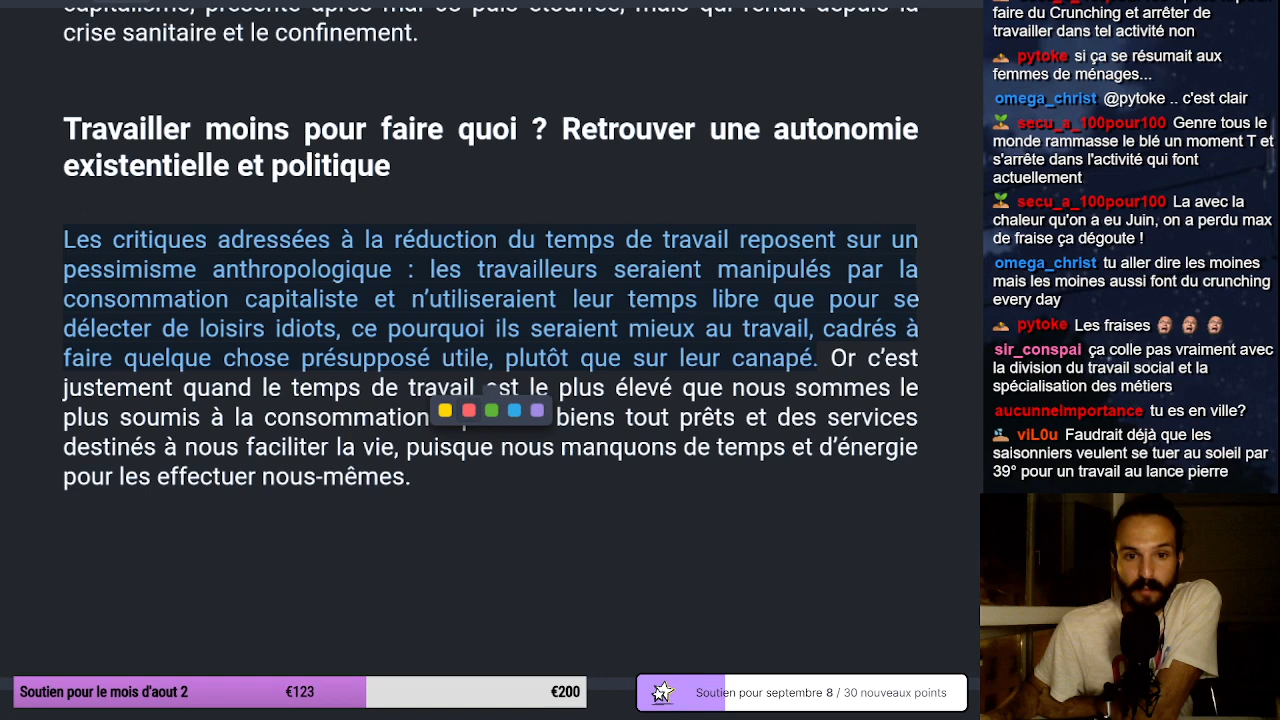 capitalisme, présente après mai 68 puis étouffée, mais qui renaît depuis la
crise sanitaire et le confinement.
Travailler moins pour faire quoi ? Retrouver une autonomie
existentielle et politique
Les critiques adressées à la réduction du temps de travail reposent sur un
pessimisme anthropologique : les travailleurs seraient manipulés par la
consommation capitaliste et n’utiliseraient leur temps libre que pour se
délecter de loisirs idiots, ce pourquoi ils seraient mieux au travail, cadrés à
faire quelque chose présupposé utile, plutôt que sur leur canapé. Or c’est
justement quand le temps de travail est le plus élevé que nous sommes le
plus soumis à la consommation biens tout prêts et des services
destinés à nous faciliter la vie, puisque nous manquons de temps et d’énergie
pour les effectuer nous-mêmes.
Soutien pour le mois d'aout 2 €123 €200
Soutien pour septembre 8 / 30 nouveaux points
faire du Crunching et arrêter de
travailler dans tel activité non
pytoke si ça se résumait aux
femmes de ménages...
omega_christ @pytoke .. c'est clair
secu_a_100pour100 Genre tous le
monde rammasse le blé un moment T et
s'arrête dans l'activité qui font
actuellement
secu_a_100pour100 La avec la
chaleur qu'on a eu Juin, on a perdu max
de fraise ça dégoute !
omega_christ tu aller dire les moines
mais les moines aussi font du crunching
every day
pytoke Les fraises
sir_conspai ça colle pas vraiment avec
la division du travail social et la
spécialisation des métiers
aucunneimportance tu es en ville?
viL0u Faudrait déjà que les
saisonniers veulent se tuer au soleil par
39° pour un travail au lance pierre